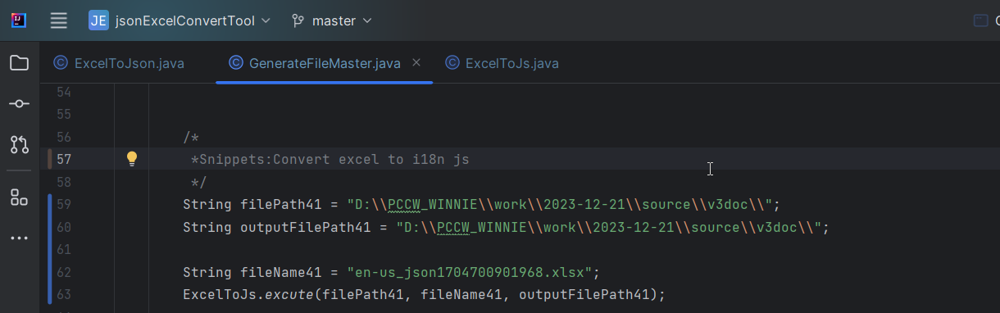 JE jsonExcelConvertTool master
ExcelToJson.java GenerateFileMaster.java ExcelToJs.java
54
55
56 /*
57 *Snippets:Convert excel to i18n js
58 */
59 String filePath41 = "D:\\PCCW_WINNIE\\work\\2023-12-21\\source\\v3doc\\";
60 String outputFilePath41 = "D:\\PCCW_WINNIE\\work\\2023-12-21\\source\\v3doc\\";
61
62 String fileName41 = "en-us_json1704700901968.xlsx";
63 ExcelToJs.excute(filePath41, fileName41, outputFilePath41);